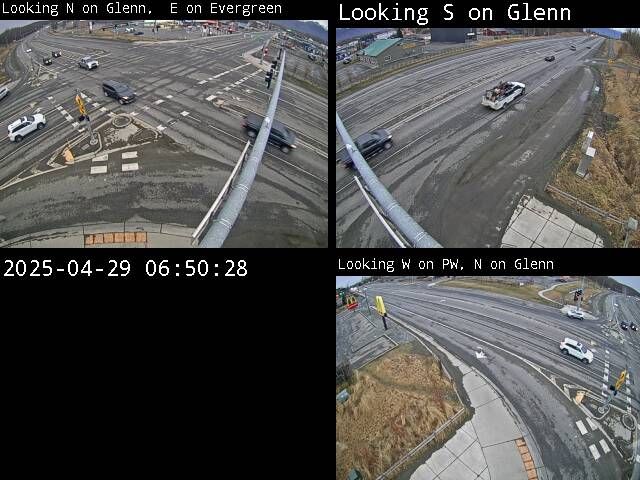 Looking N on Glenn,  E on Evergreen
Looking S on Glenn
2025-04-29 06:50:28
Looking W on PW, N on Glenn